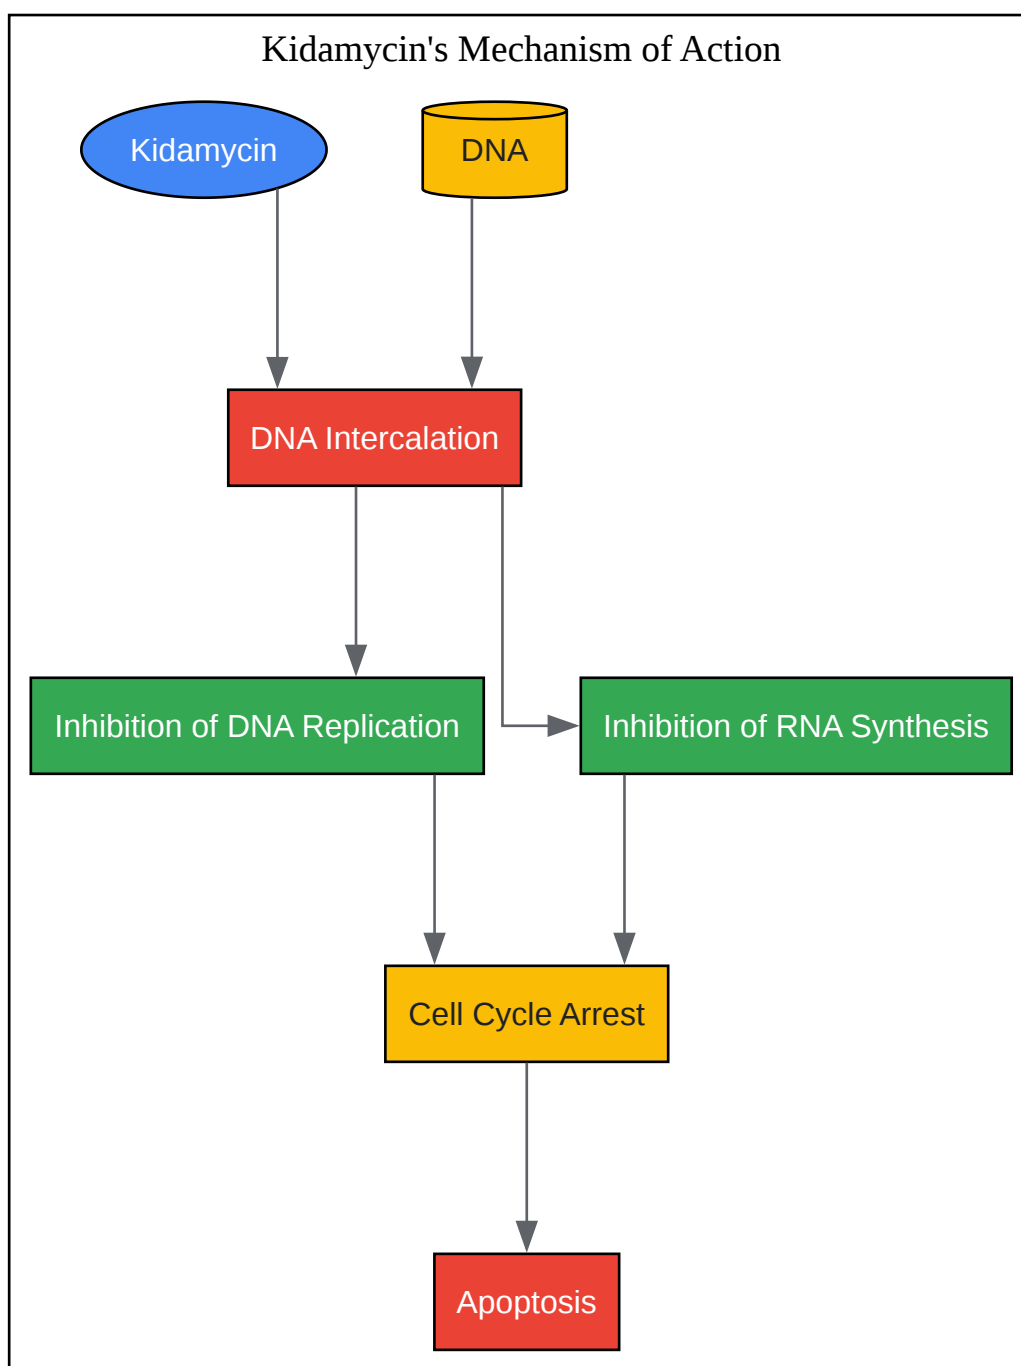 Kidamycin's Mechanism of Action
Kidamycin
DNA
DNA Intercalation
Inhibition of DNA Replication
Inhibition of RNA Synthesis
Cell Cycle Arrest
Apoptosis